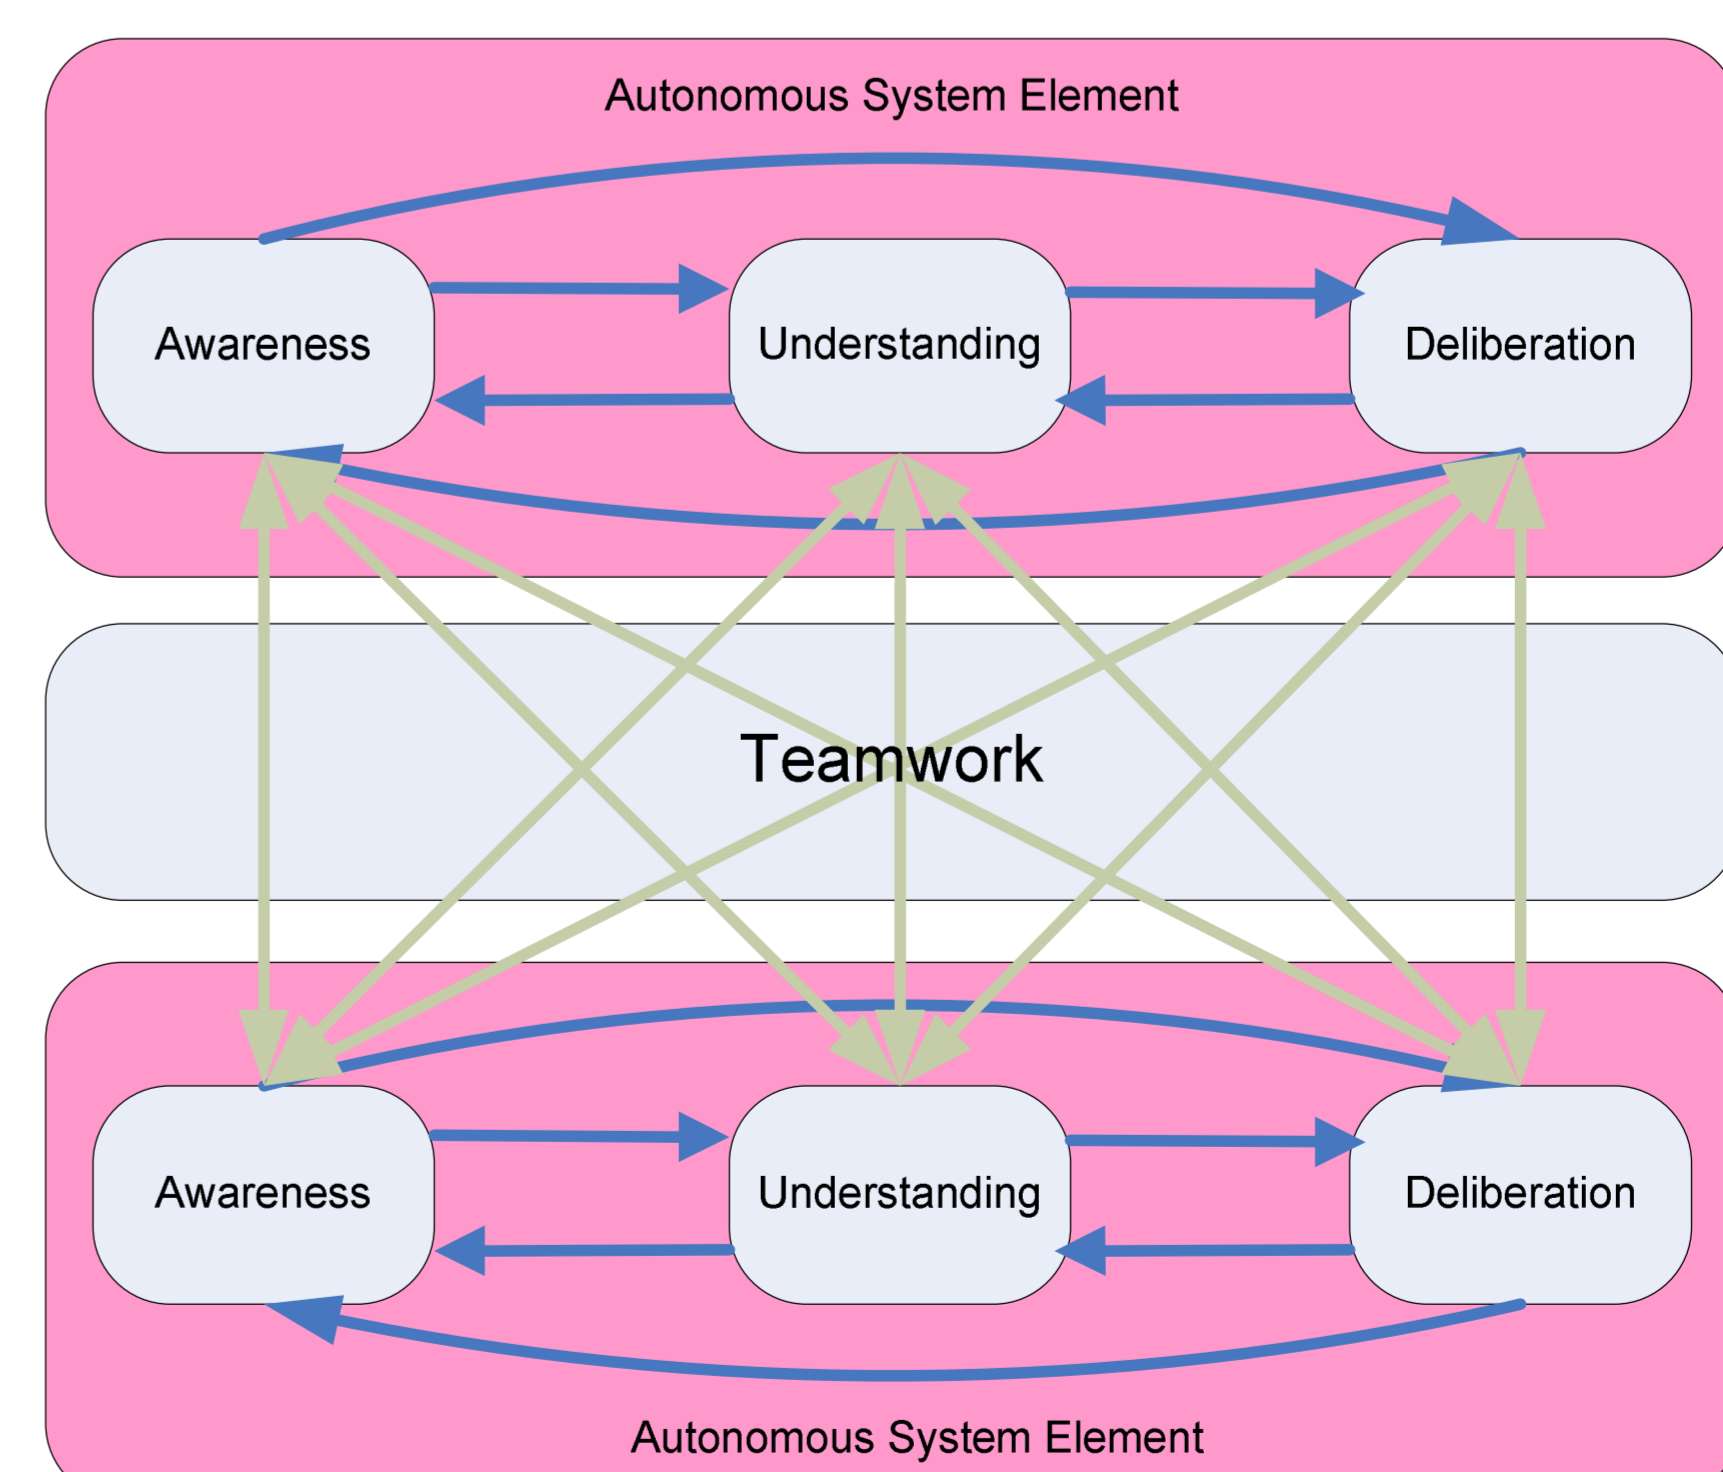 Autonomous System Element
Awareness
Understanding
Deliberation
Teamwork
Awareness
Understanding
Deliberation
Autonomous System Element